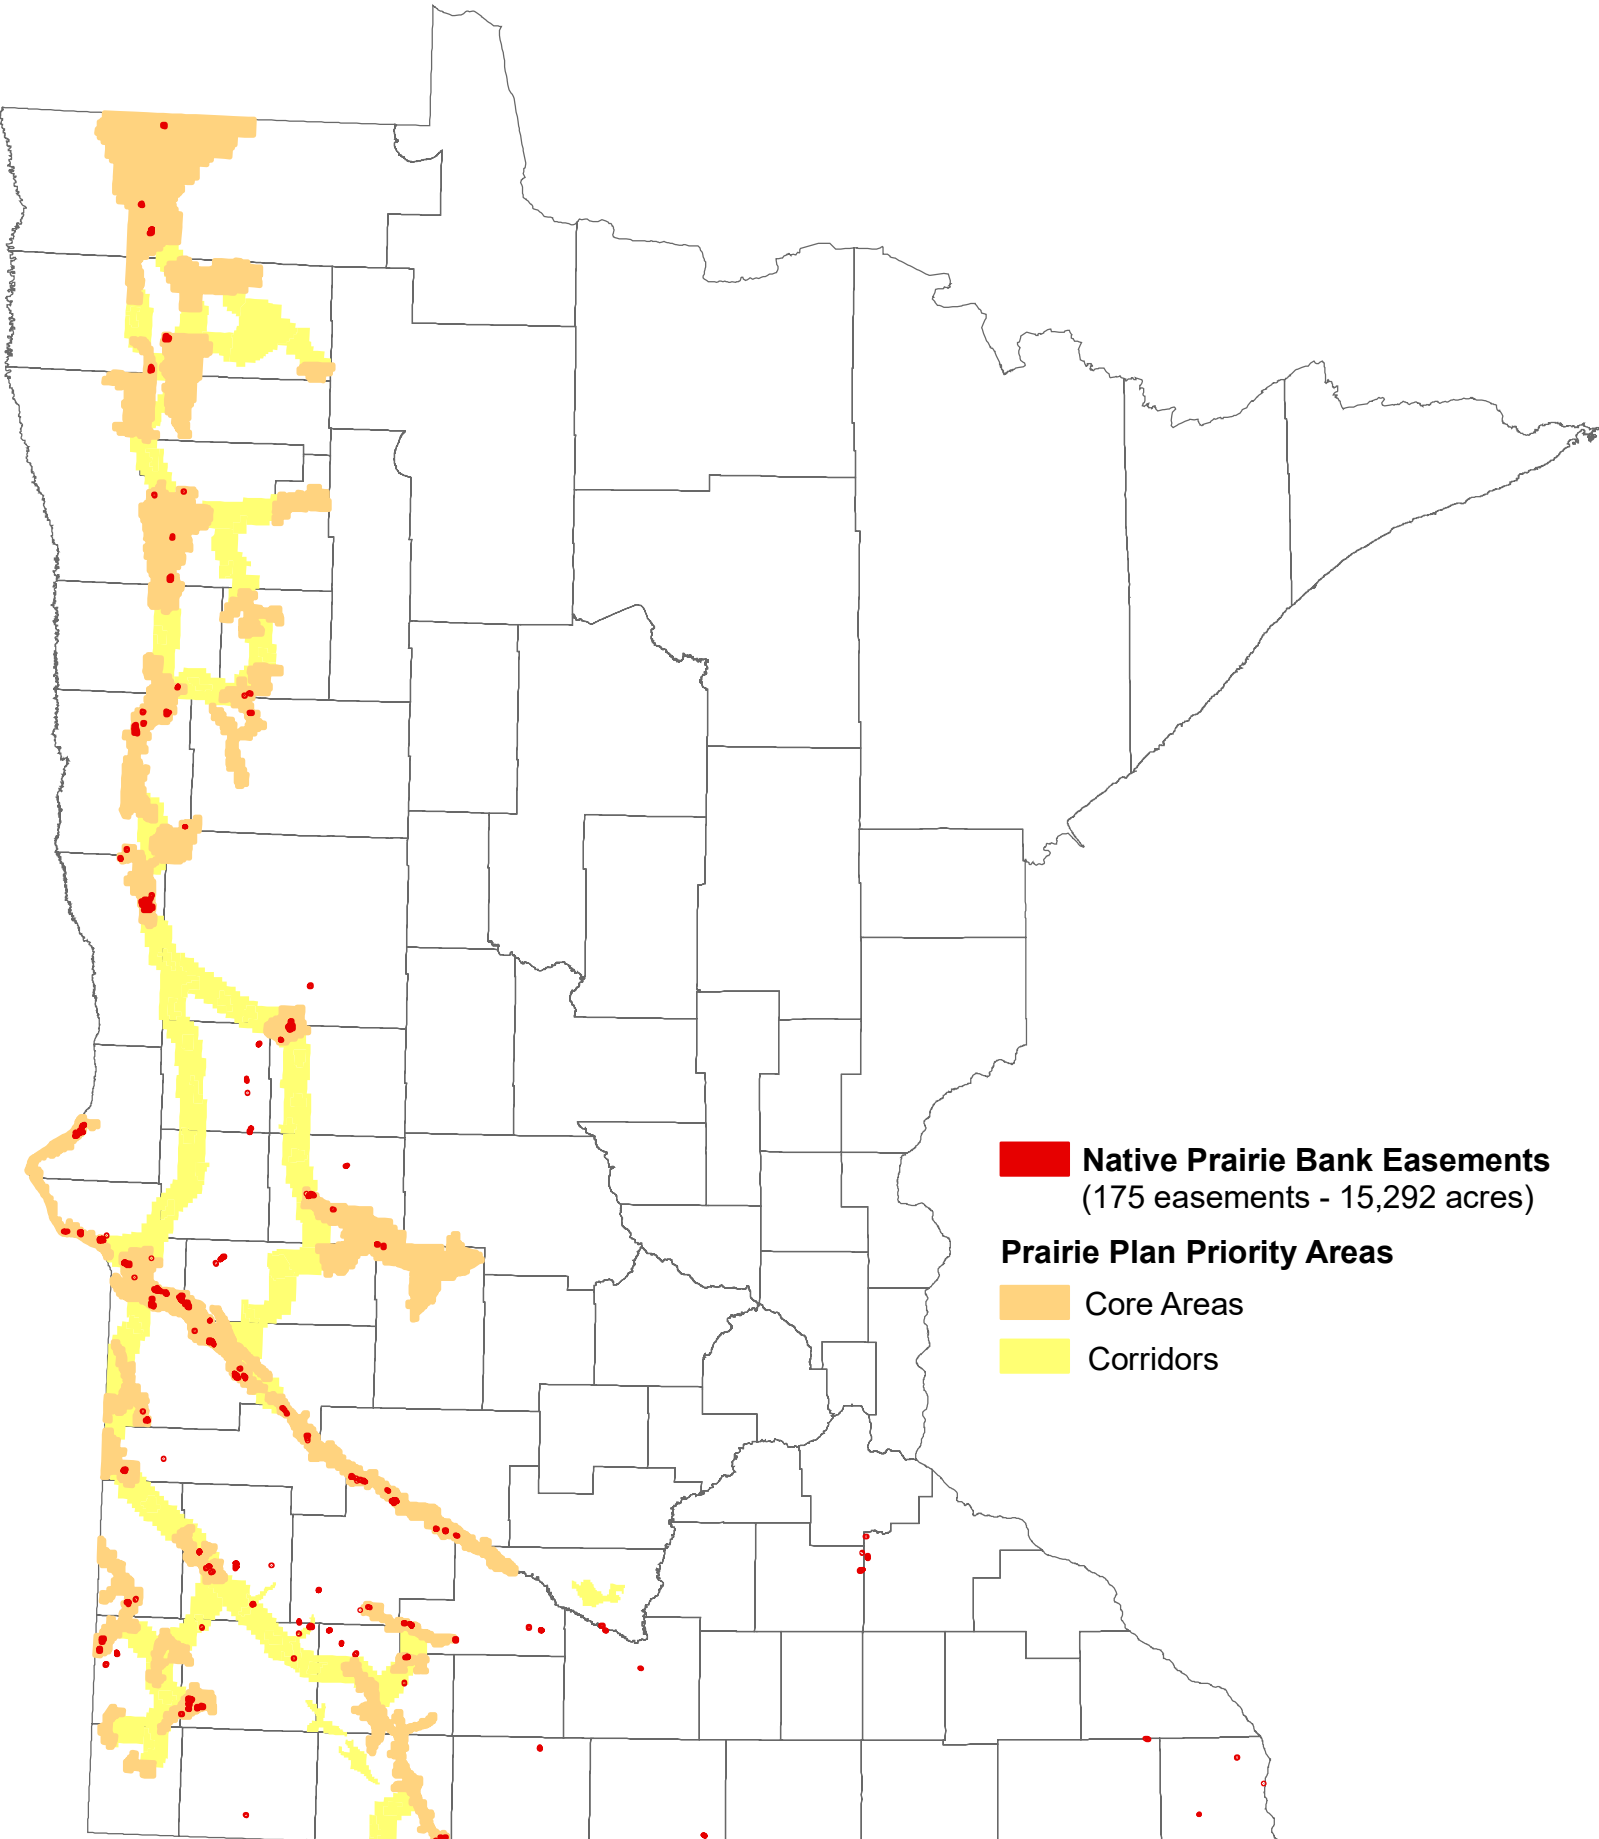 Native Prairie Bank Easements
(175 easements - 15,292 acres)
Prairie Plan Priority Areas
Core Areas
Corridors